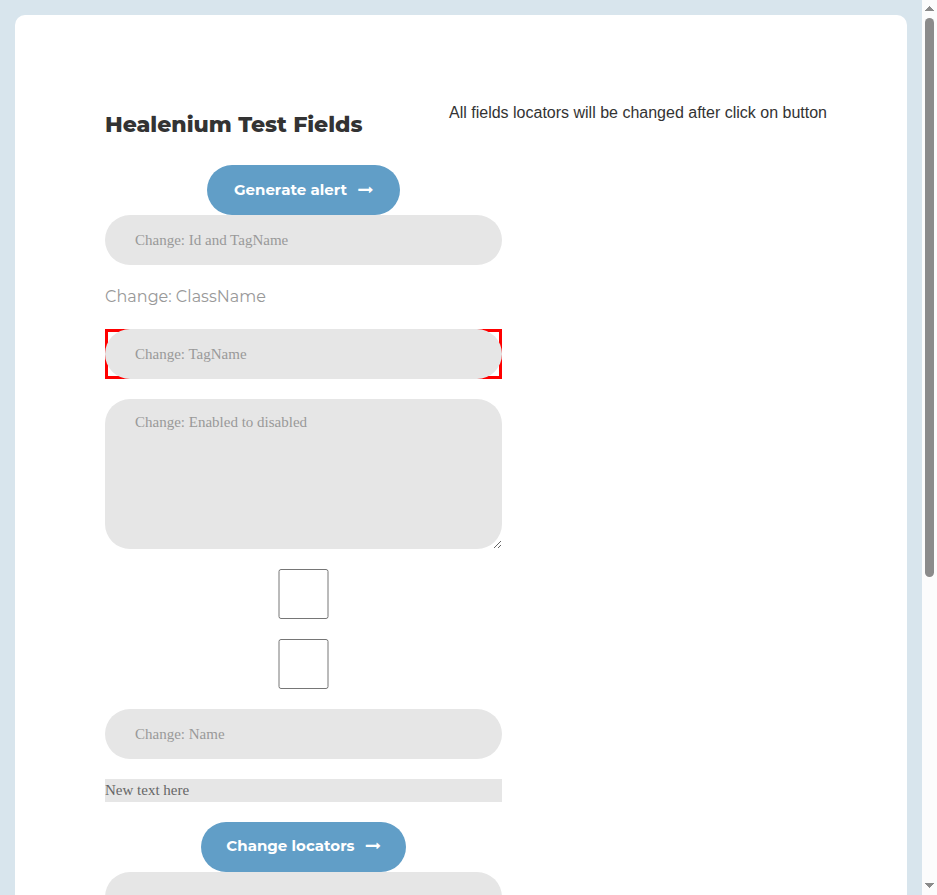 Healenium Test Fields
All fields locators will be changed after click on button
Generate alert
Change: Id and TagName
Change: ClassName
Change: TagName
Change: Enabled to disabled
Change: Name
New text here
Change locators